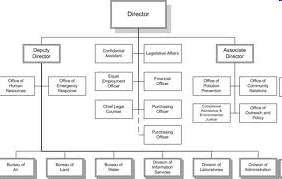 Director
Deputy
Director
Confidential
Assistant
Legislative Affairs
Associate
Director
Office of
Human
Resources
Office of
Emergency
Response
Equal
Employment
Officer
Financial
Officer
Office of
Pollution
Prevention
Office of
Community
Relations
Chief Legal
Counsel
Purchasing
Officer
Compliance
Assistance &
Environmental
Justice
Office of
Outreach and
Policy
Purchasing
Officer
Bureau of
Air
Bureau of
Land
Bureau of
Water
Division of
Information
Services
Division of
Laboratories
Division of
Administration